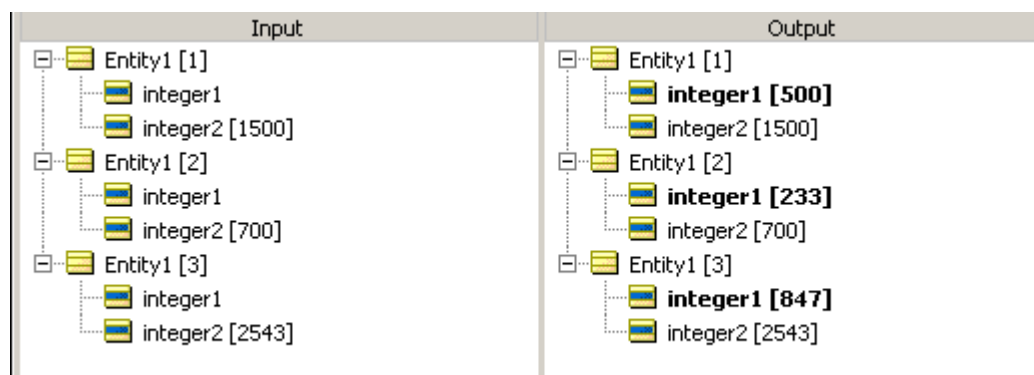 Input
Entity1 [1]
integer1
integer2 [1500]
Entity1 [2]
integer1
integer2 [700]
Entity1 [3]
integer1
integer2 [2543]
Output
Entity1 [1]
integer1 [500]
integer2 [1500]
Entity1 [2]
integer1 [233]
integer2 [700]
Entity1 [3]
integer1 [847]
integer2 [2543]